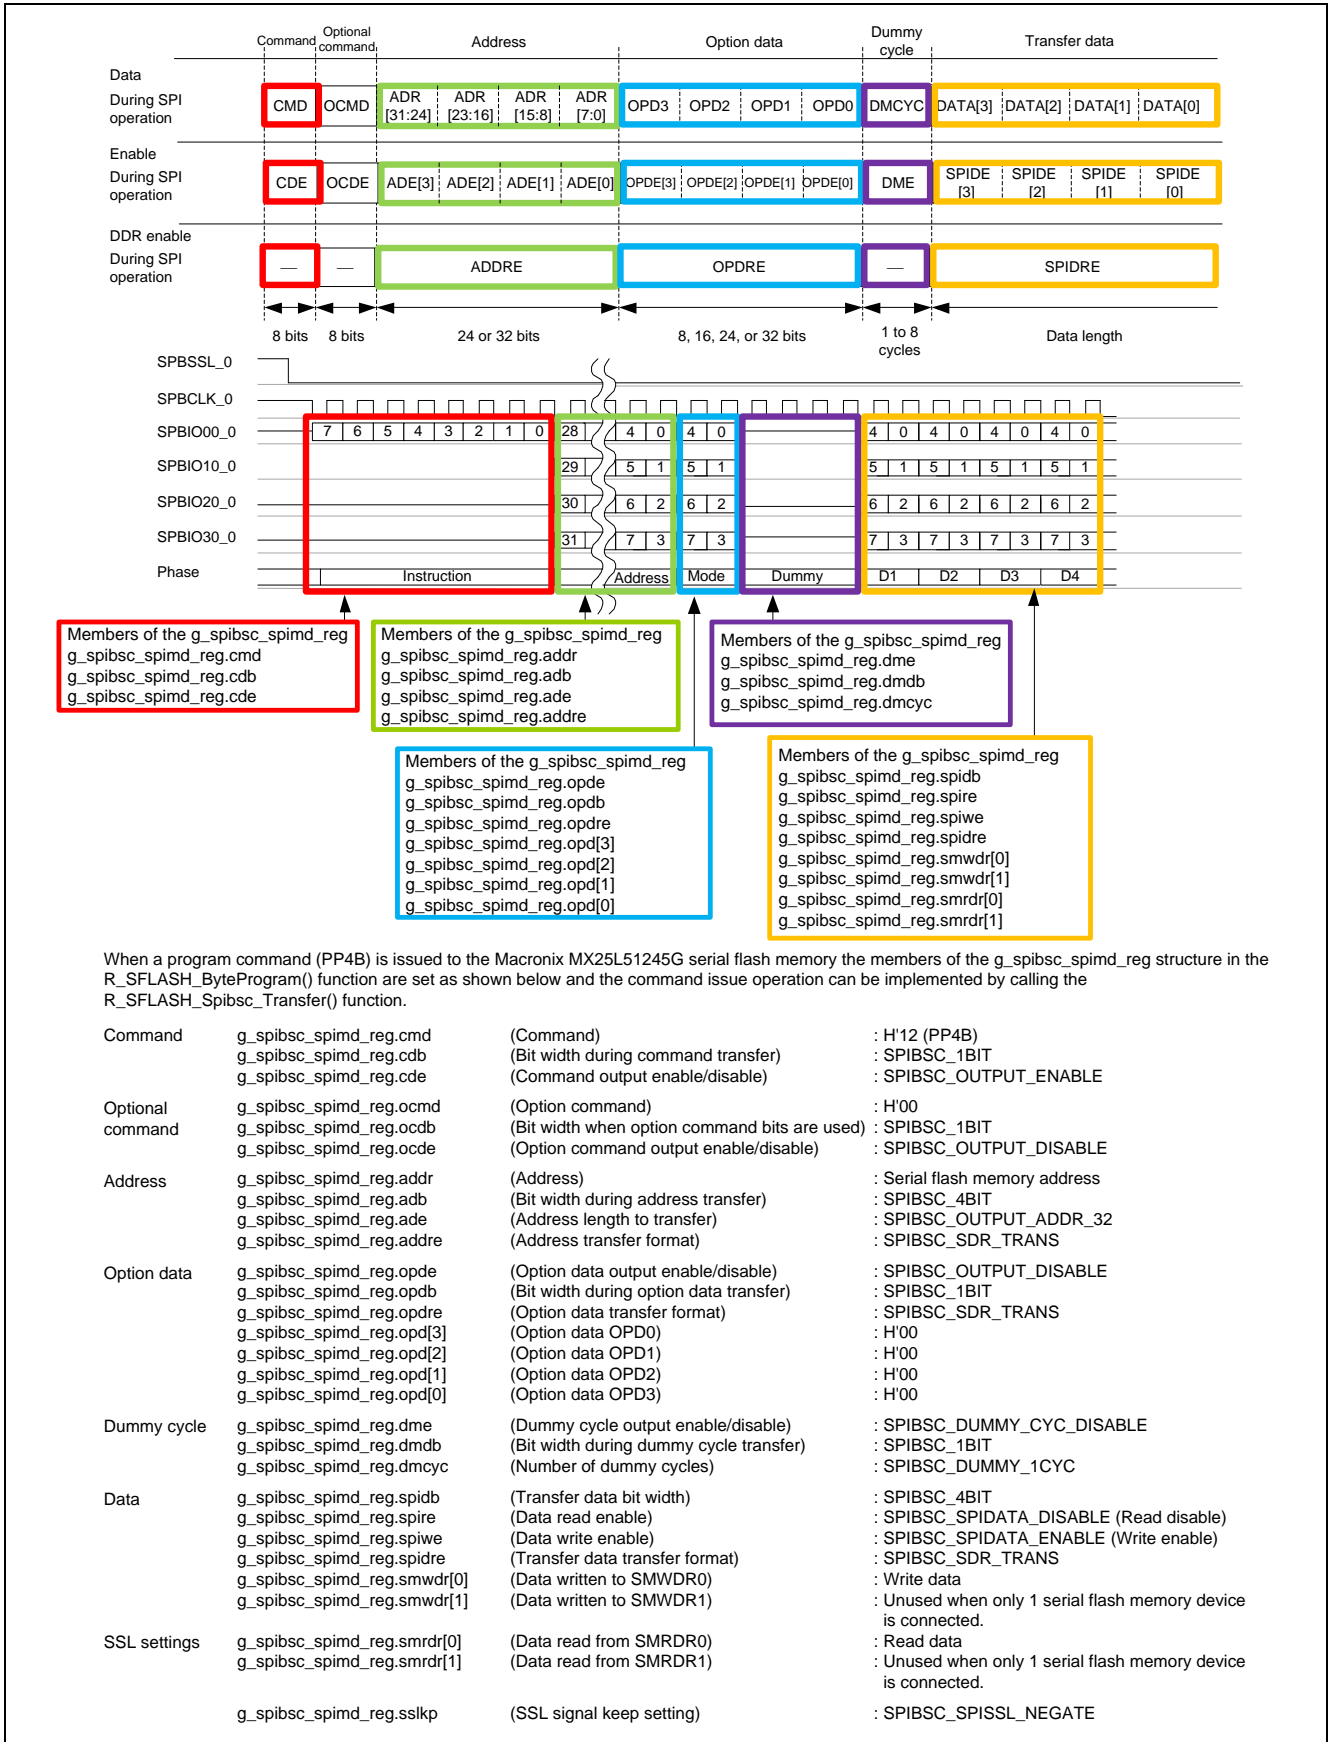 Command Optional command Address Option data Dummy cycle Transfer data
Data
During SPI operation
CMD OCMD ADR [31:24] ADR [23:16] ADR [15:8] ADR [7:0] OPD3 OPD2 OPD1 OPD0 DMCYC DATA[3] DATA[2] DATA[1] DATA[0]
Enable
During SPI operation
CDE OCDE ADE[3] ADE[2] ADE[1] ADE[0] OPDE[3] OPDE[2] OPDE[1] OPDE[0] DME SPIDE [3] SPIDE [2] SPIDE [1] SPIDE [0]
DDR enable
During SPI operation
— — ADDRE OPDRE — SPIDRE
8 bits 8 bits 24 or 32 bits 8, 16, 24, or 32 bits 1 to 8 cycles Data length
SPBSSL_0
SPBCLK_0
SPBIO00_0 7 6 5 4 3 2 1 0 28 4 0 4 0 4 0 4 0 4 0 4 0
SPBIO10_0 29 5 1 5 1 5 1 5 1 5 1 5 1
SPBIO20_0 30 6 2 6 2 6 2 6 2 6 2 6 2
SPBIO30_0 31 7 3 7 3 7 3 7 3 7 3 7 3
Phase Instruction Address Mode Dummy D1 D2 D3 D4
Members of the g_spibsc_spimd_reg
g_spibsc_spimd_reg.cmd
g_spibsc_spimd_reg.cdb
g_spibsc_spimd_reg.cde
Members of the g_spibsc_spimd_reg
g_spibsc_spimd_reg.addr
g_spibsc_spimd_reg.adb
g_spibsc_spimd_reg.ade
g_spibsc_spimd_reg.addre
Members of the g_spibsc_spimd_reg
g_spibsc_spimd_reg.dme
g_spibsc_spimd_reg.dmdb
g_spibsc_spimd_reg.dmcyc
Members of the g_spibsc_spimd_reg
g_spibsc_spimd_reg.opde
g_spibsc_spimd_reg.opdb
g_spibsc_spimd_reg.opdre
g_spibsc_spimd_reg.opd[3]
g_spibsc_spimd_reg.opd[2]
g_spibsc_spimd_reg.opd[1]
g_spibsc_spimd_reg.opd[0]
Members of the g_spibsc_spimd_reg
g_spibsc_spimd_reg.spidb
g_spibsc_spimd_reg.spire
g_spibsc_spimd_reg.spiwe
g_spibsc_spimd_reg.spidre
g_spibsc_spimd_reg.smwdr[0]
g_spibsc_spimd_reg.smwdr[1]
g_spibsc_spimd_reg.smrdr[0]
g_spibsc_spimd_reg.smrdr[1]
When a program command (PP4B) is issued to the Macronix MX25L51245G serial flash memory the members of the g_spibsc_spimd_reg structure in the
R_SFLASH_ByteProgram() function are set as shown below and the command issue operation can be implemented by calling the
R_SFLASH_Spibsc_Transfer() function.
Command g_spibsc_spimd_reg.cmd (Command) : H'12 (PP4B)
g_spibsc_spimd_reg.cdb (Bit width during command transfer) : SPIBSC_1BIT
g_spibsc_spimd_reg.cde (Command output enable/disable) : SPIBSC_OUTPUT_ENABLE
Optional g_spibsc_spimd_reg.ocmd (Option command) : H'00
command g_spibsc_spimd_reg.ocdb (Bit width when option command bits are used) : SPIBSC_1BIT
g_spibsc_spimd_reg.ocde (Option command output enable/disable) : SPIBSC_OUTPUT_DISABLE
Address g_spibsc_spimd_reg.addr (Address) : Serial flash memory address
g_spibsc_spimd_reg.adb (Bit width during address transfer) : SPIBSC_4BIT
g_spibsc_spimd_reg.ade (Address length to transfer) : SPIBSC_OUTPUT_ADDR_32
g_spibsc_spimd_reg.addre (Address transfer format) : SPIBSC_SDR_TRANS
Option data g_spibsc_spimd_reg.opde (Option data output enable/disable) : SPIBSC_OUTPUT_DISABLE
g_spibsc_spimd_reg.opdb (Bit width during option data transfer) : SPIBSC_1BIT
g_spibsc_spimd_reg.opdre (Option data transfer format) : SPIBSC_SDR_TRANS
g_spibsc_spimd_reg.opd[3] (Option data OPD0) : H'00
g_spibsc_spimd_reg.opd[2] (Option data OPD1) : H'00
g_spibsc_spimd_reg.opd[1] (Option data OPD2) : H'00
g_spibsc_spimd_reg.opd[0] (Option data OPD3) : H'00
Dummy cycle g_spibsc_spimd_reg.dme (Dummy cycle output enable/disable) : SPIBSC_DUMMY_CYC_DISABLE
g_spibsc_spimd_reg.dmdb (Bit width during dummy cycle transfer) : SPIBSC_1BIT
g_spibsc_spimd_reg.dmcyc (Number of dummy cycles) : SPIBSC_DUMMY_1CYC
Data g_spibsc_spimd_reg.spidb (Transfer data bit width) : SPIBSC_4BIT
g_spibsc_spimd_reg.spire (Data read enable) : SPIBSC_SPIDATA_DISABLE (Read disable)
g_spibsc_spimd_reg.spiwe (Data write enable) : SPIBSC_SPIDATA_ENABLE (Write enable)
g_spibsc_spimd_reg.spidre (Transfer data transfer format) : SPIBSC_SDR_TRANS
g_spibsc_spimd_reg.smwdr[0] (Data written to SMWDR0) : Write data
g_spibsc_spimd_reg.smwdr[1] (Data written to SMWDR1) : Unused when only 1 serial flash memory device
is connected.
SSL settings g_spibsc_spimd_reg.smrdr[0] (Data read from SMRDR0) : Read data
g_spibsc_spimd_reg.smrdr[1] (Data read from SMRDR1) : Unused when only 1 serial flash memory device
is connected.
g_spibsc_spimd_reg.sslkp (SSL signal keep setting) : SPIBSC_SPISSL_NEGATE